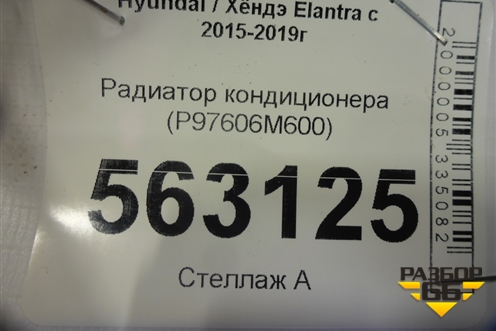 Hyundai / Хёндэ Elantra с
2015-2019г
Радиатор кондиционера
(P97606M600)
563125
Стеллаж А
2000005335082
РАЗБОР
66